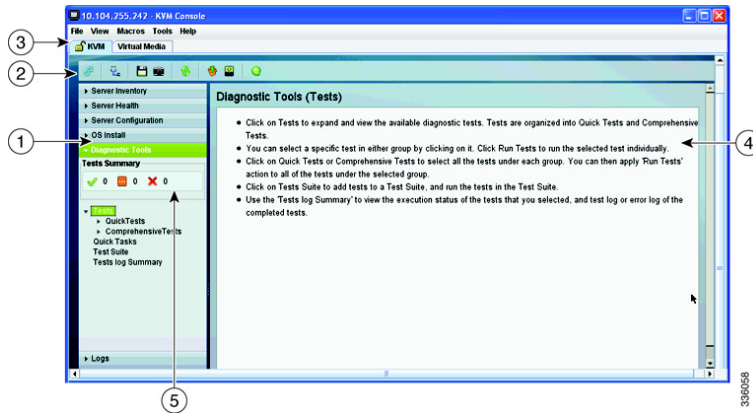 10.104.255.242 - KVM Console
File View Macros Tools Help
3
KVM Virtual Media
2
Server Inventory
Server Health
Server Configuration
1
OS Install
Diagnostic Tools
Tests Summary
0 0 0
Tests
QuickTests
ComprehensiveTests
Quick Tasks
Test Suite
Tests log Summary
Logs
Diagnostic Tools (Tests)
Click on Tests to expand and view the available diagnostic tests. Tests are organized into Quick Tests and Comprehensive
Tests.
You can select a specific test in either group by clicking on it. Click Run Tests to run the selected test individually.
Click on Quick Tests or Comprehensive Tests to select all the tests under each group. You can then apply 'Run Tests'
action to all of the tests under the selected group.
Click on Tests Suite to add tests to a Test Suite, and run the tests in the Test Suite.
Use the 'Tests log Summary' to view the execution status of the tests that you selected, and test log or error log of the
completed tests.
4
5
336058